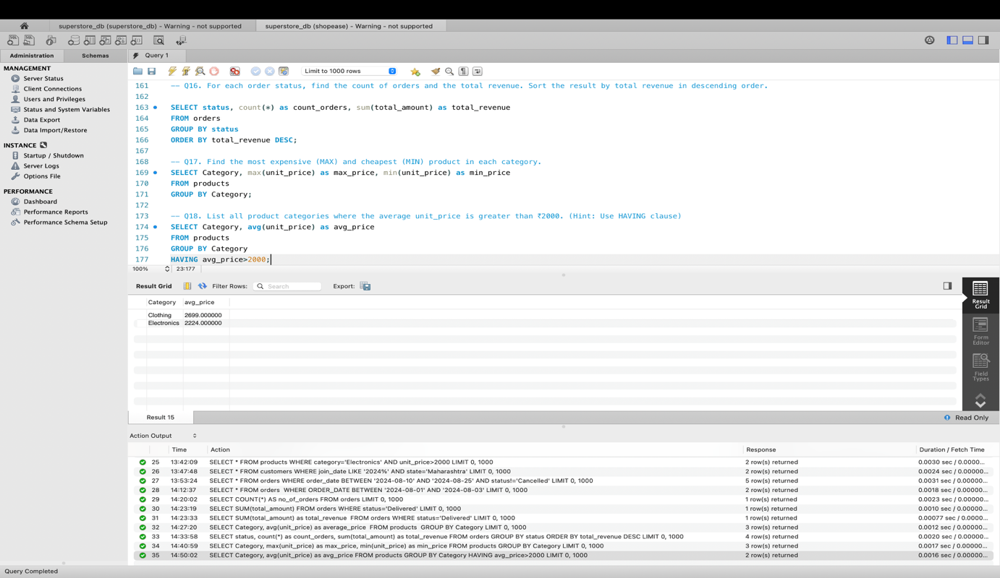 superstore_db (superstore_db) - Warning - not supported
superstore_db (shopease) - Warning - not supported
Administration
Schemas
Query 1
MANAGEMENT
Server Status
Client Connections
Users and Privileges
Status and System Variables
Data Export
Data Import/Restore
INSTANCE
Startup / Shutdown
Server Logs
Options File
PERFORMANCE
Dashboard
Performance Reports
Performance Schema Setup
Limit to 1000 rows
161 -- Q16. For each order status, find the count of orders and the total revenue. Sort the result by total revenue in descending order.
162
163 SELECT status, count(*) as count_orders, sum(total_amount) as total_revenue
164 FROM orders
165 GROUP BY status
166 ORDER BY total_revenue DESC;
167
168 -- Q17. Find the most expensive (MAX) and cheapest (MIN) product in each category.
169 SELECT Category, max(unit_price) as max_price, min(unit_price) as min_price
170 FROM products
171 GROUP BY Category;
172
173 -- Q18. List all product categories where the average unit_price is greater than ₹2000. (Hint: Use HAVING clause)
174 SELECT Category, avg(unit_price) as avg_price
175 FROM products
176 GROUP BY Category
177 HAVING avg_price>2000;
100% 23:177
Result Grid Filter Rows: Search Export:
Category avg_price
Clothing 2699.000000
Electronics 2224.000000
Result Grid
Form Editor
Field Types
Result 15
Read Only
Action Output
Time Action Response Duration / Fetch Time
25 13:42:09 SELECT * FROM products WHERE category='Electronics' AND unit_price>2000 LIMIT 0, 1000 2 row(s) returned 0.0030 sec / 0.0000...
26 13:47:48 SELECT * FROM customers WHERE join_date LIKE '2024%' AND state='Maharashtra' LIMIT 0, 1000 2 row(s) returned 0.0024 sec / 0.0000...
27 13:53:24 SELECT * FROM orders WHERE order_date BETWEEN '2024-08-10' AND '2024-08-25' AND status!='Cancelled' LIMIT 0, 1000 5 row(s) returned 0.0031 sec / 0.0000...
28 14:12:37 SELECT * FROM orders  WHERE ORDER_DATE BETWEEN '2024-08-01' AND '2024-08-03' LIMIT 0, 1000 2 row(s) returned 0.0018 sec / 0.0000...
29 14:20:02 SELECT COUNT(*) AS no_of_orders FROM orders LIMIT 0, 1000 1 row(s) returned 0.0023 sec / 0.0000...
30 14:23:19 SELECT SUM(total_amount) FROM orders WHERE status='Delivered' LIMIT 0, 1000 1 row(s) returned 0.0010 sec / 0.0000...
31 14:23:33 SELECT SUM(total_amount) as total_revenue  FROM orders WHERE status='Delivered' LIMIT 0, 1000 1 row(s) returned 0.00077 sec / 0.000...
32 14:27:20 SELECT Category, avg(unit_price) as average_price  FROM products  GROUP BY Category LIMIT 0, 1000 3 row(s) returned 0.0012 sec / 0.0000...
33 14:33:58 SELECT status, count(*) as count_orders, sum(total_amount) as total_revenue FROM orders GROUP BY status ORDER BY total_revenue DESC LIMIT 0, 1000 4 row(s) returned 0.0020 sec / 0.0000...
34 14:40:59 SELECT Category, max(unit_price) as max_price, min(unit_price) as min_price FROM products GROUP BY Category LIMIT 0, 1000 3 row(s) returned 0.0017 sec / 0.0000...
35 14:50:02 SELECT Category, avg(unit_price) as avg_price FROM products GROUP BY Category HAVING avg_price>2000 LIMIT 0, 1000 2 row(s) returned 0.0016 sec / 0.0000...
Query Completed